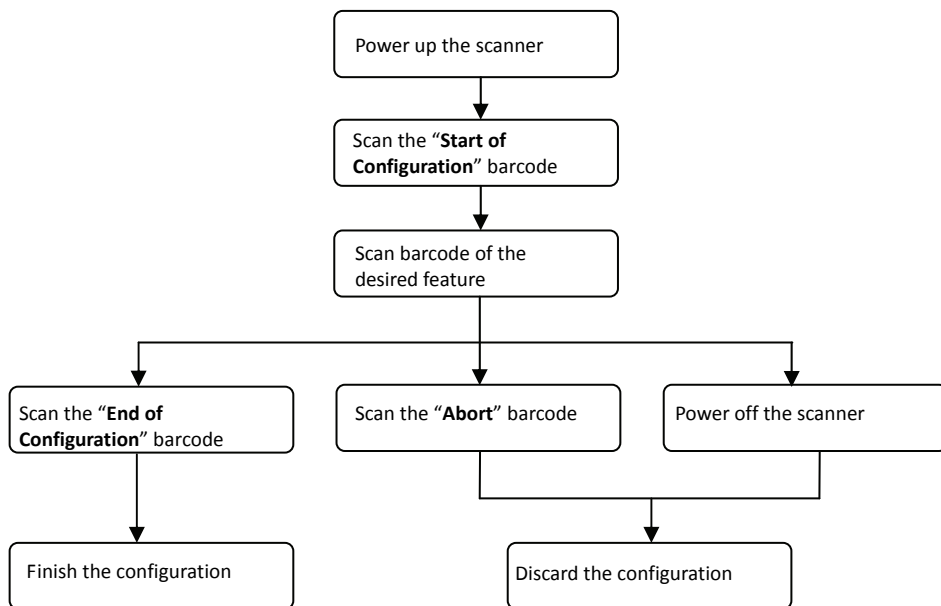 Power up the scanner
Scan the “Start of
Configuration” barcode
Scan barcode of the
desired feature
Scan the “End of
Configuration” barcode
Scan the “Abort” barcode
Power off the scanner
Finish the configuration
Discard the configuration